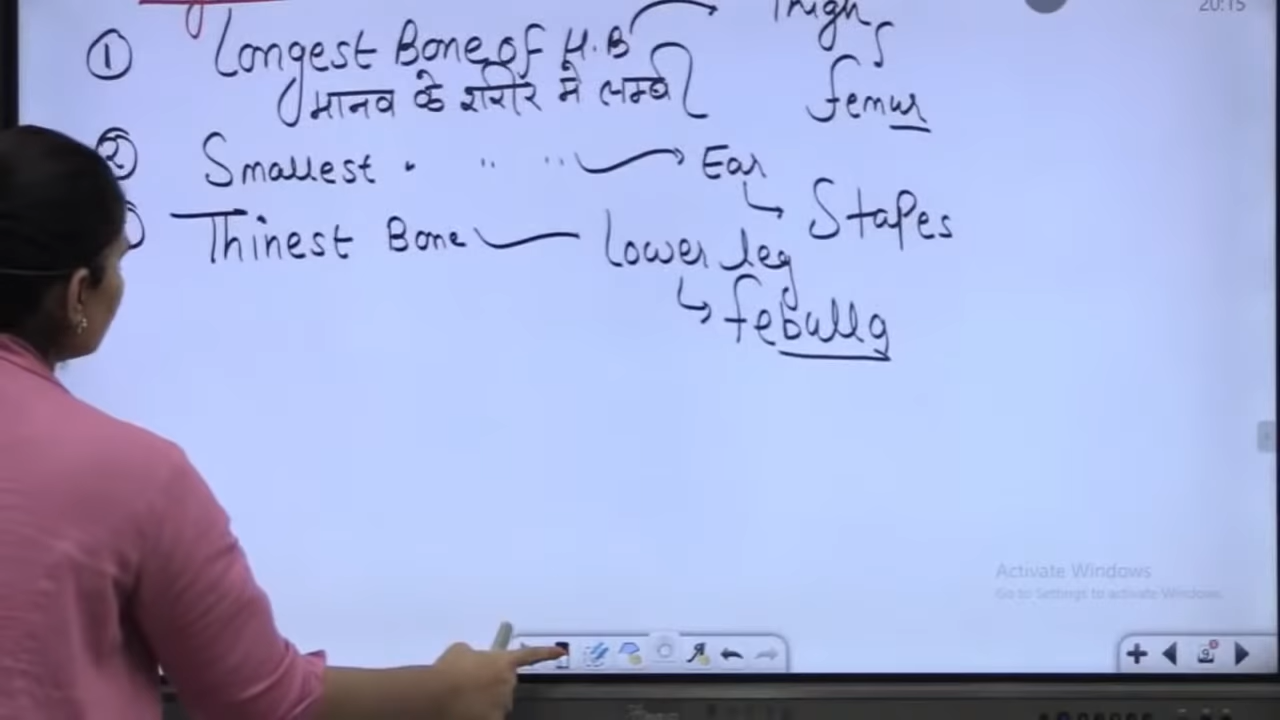 20:15
Thigh
① Longest Bone of H.B
मानव के शरीर मे लम्बी
femur
② Smallest " " " Ear
Stapes
Thinest Bone Lower leg
febulla
Activate Windows
Go to Settings to activate Windows.